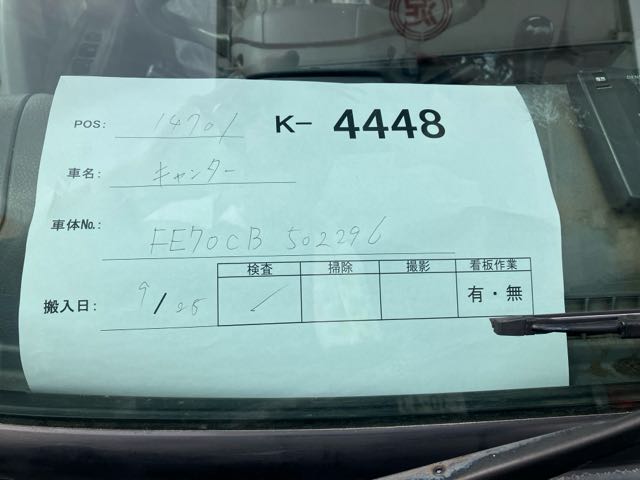 POS: 14701 K- 4448
車名: キャンター
車体No.: FE70CB 502296
検査 掃除 撮影 看板作業
搬入日: 9/25 ✓ 有・無